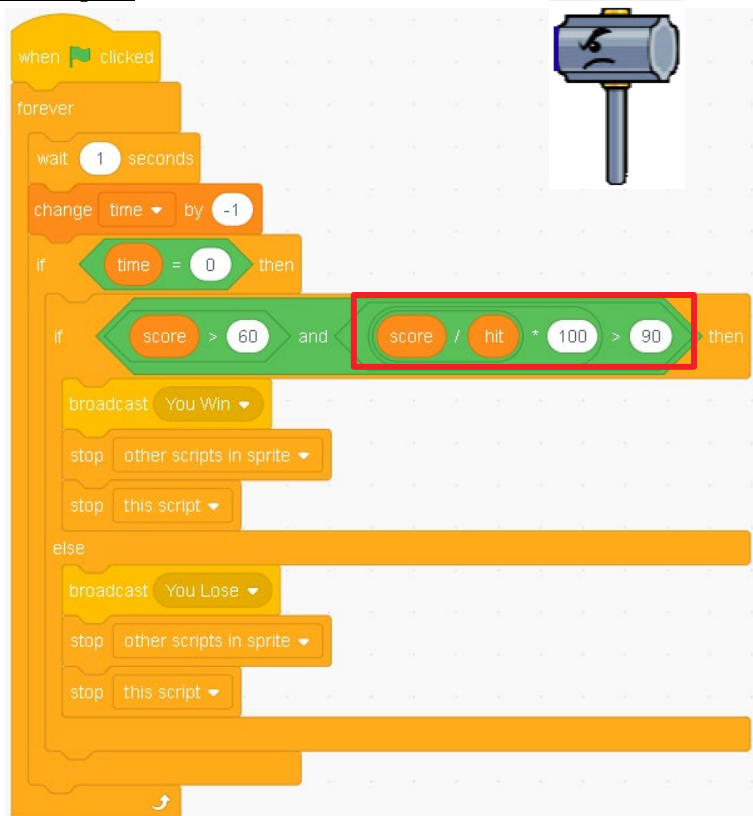 when clicked
forever
wait 1 seconds
change time by -1
if time = 0 then
if score > 60 and score / hit * 100 > 90 then
broadcast You Win
stop other scripts in sprite
stop this script
else
broadcast You Lose
stop other scripts in sprite
stop this script